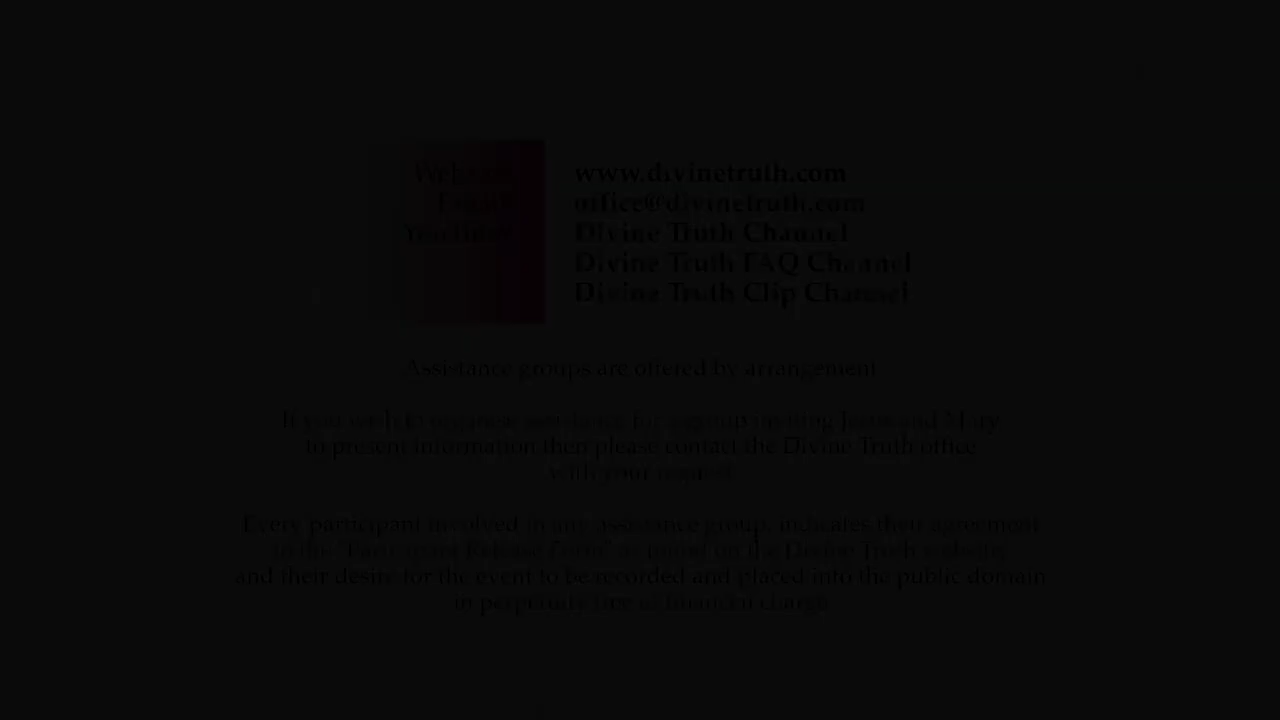 Website www.divinetruth.com
Email office@divinetruth.com
YouTube Divine Truth Channel
Divine Truth FAQ Channel
Divine Truth Clip Channel
Assistance groups are offered by arrangement
If you wish to organise assistance for a group inviting Jesus and Mary
to present information then please contact the Divine Truth office
with your request
Every participant involved in any assistance group, indicates their agreement
to the "Participant Release Form" as found on the Divine Truth website
and their desire for the event to be recorded and placed into the public domain
in perpetuity free of financial charge